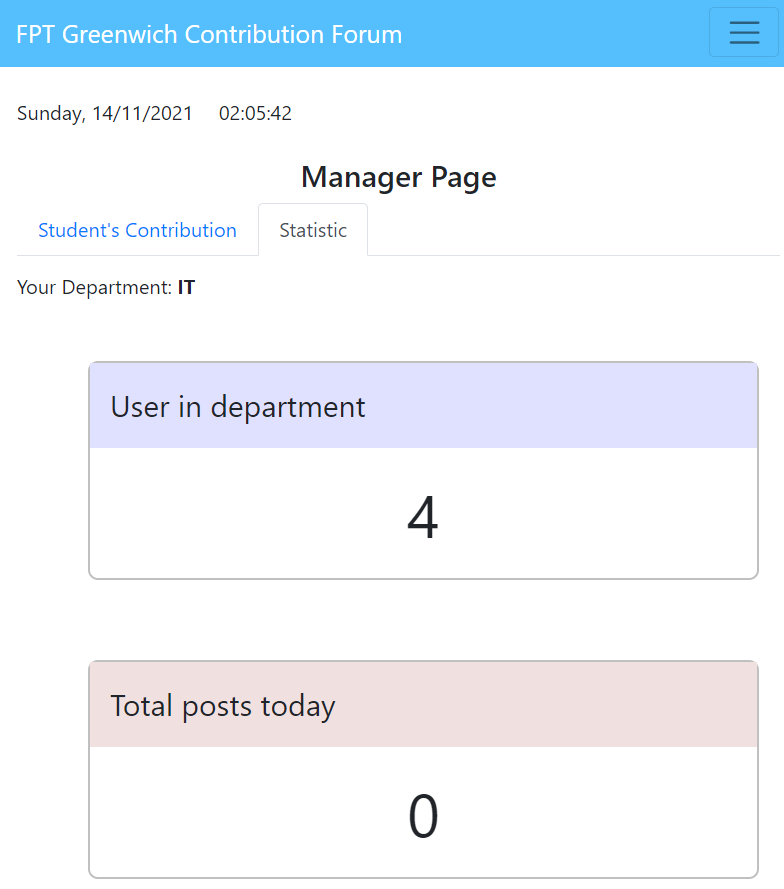 FPT Greenwich Contribution Forum
Sunday, 14/11/2021 02:05:42
Manager Page
Student's Contribution Statistic
Your Department: IT
User in department
4
Total posts today
0